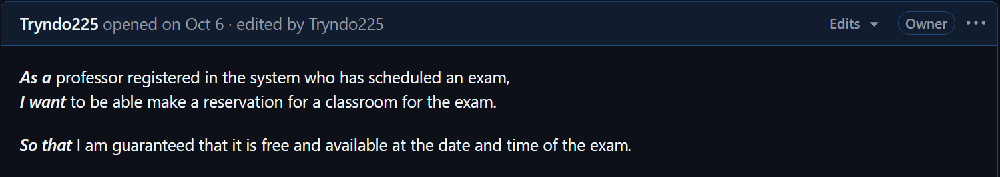 Tryndo225 opened on Oct 6 · edited by Tryndo225 Edits Owner
As a professor registered in the system who has scheduled an exam,
I want to be able make a reservation for a classroom for the exam.
So that I am guaranteed that it is free and available at the date and time of the exam.